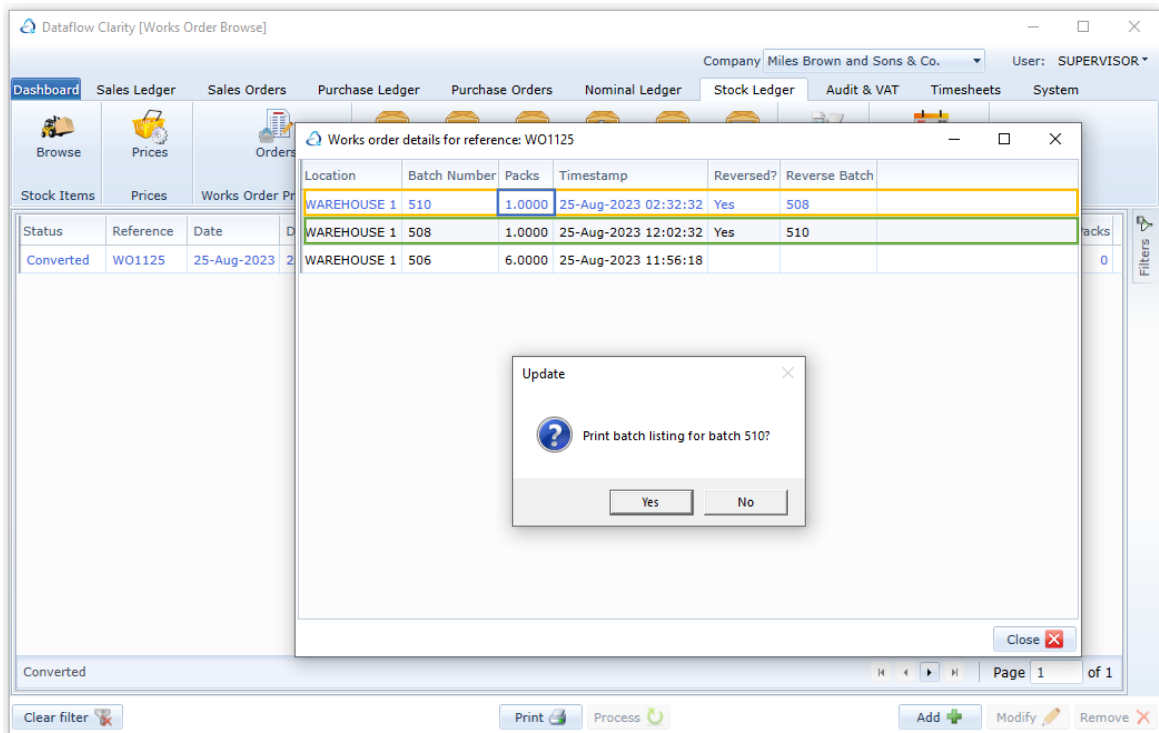 Dataflow Clarity [Works Order Browse]
Company Miles Brown and Sons & Co. User: SUPERVISOR
Dashboard Sales Ledger Sales Orders Purchase Ledger Purchase Orders Nominal Ledger Stock Ledger Audit & VAT Timesheets System
Browse Prices Orders
Stock Items Prices Works Order Pr
Works order details for reference: WO1125
Location Batch Number Packs Timestamp Reversed? Reverse Batch
WAREHOUSE 1 510 1.0000 25-Aug-2023 02:32:32 Yes 508
WAREHOUSE 1 508 1.0000 25-Aug-2023 12:02:32 Yes 510
WAREHOUSE 1 506 6.0000 25-Aug-2023 11:56:18
Status Reference Date D Packs
Converted WO1125 25-Aug-2023 2 0
Filters
Update
Print batch listing for batch 510?
Yes No
Close
Converted Page 1 of 1
Clear filter Print Process Add Modify Remove